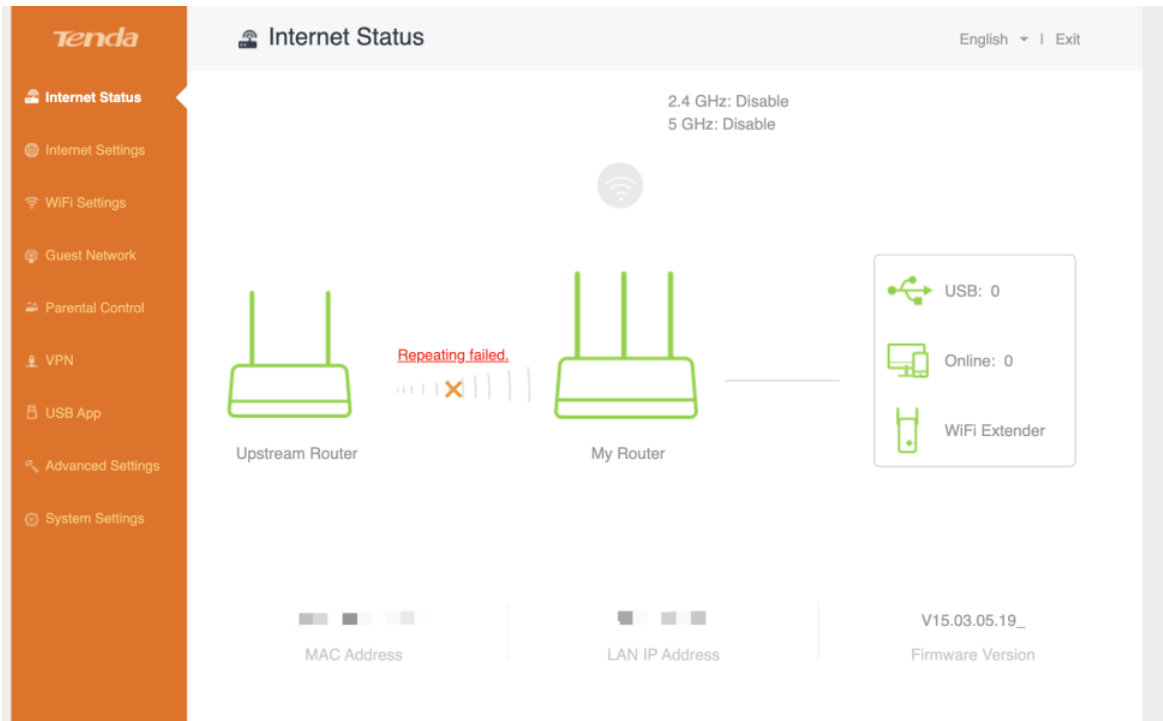 Tenda
Internet Status
English | Exit
Internet Status
Internet Settings
WiFi Settings
Guest Network
Parental Control
VPN
USB App
Advanced Settings
System Settings
2.4 GHz: Disable
5 GHz: Disable
Repeating failed.
Upstream Router
My Router
USB: 0
Online: 0
WiFi Extender
MAC Address
LAN IP Address
V15.03.05.19_
Firmware Version